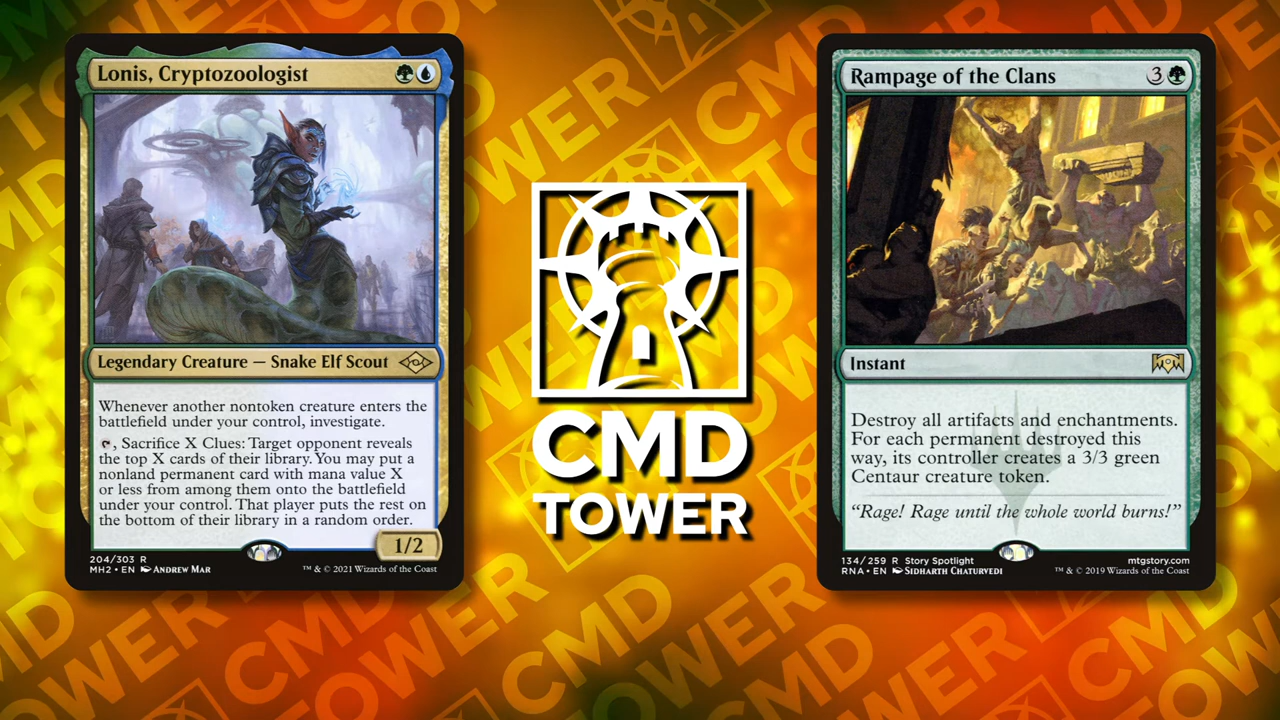 Lonis, Cryptozoologist
Legendary Creature — Snake Elf Scout
Whenever another nontoken creature enters the
battlefield under your control, investigate.
, Sacrifice X Clues: Target opponent reveals
the top X cards of their library. You may put a
nonland permanent card with mana value X
or less from among them onto the battlefield
under your control. That player puts the rest on
the bottom of their library in a random order.
1/2
204/303 R
MH2 • EN Andrew Mar
™ & © 2021 Wizards of the Coast
CMD
TOWER
Rampage of the Clans
3
Instant
Destroy all artifacts and enchantments.
For each permanent destroyed this
way, its controller creates a 3/3 green
Centaur creature token.
“Rage! Rage until the whole world burns!”
134/259 R Story Spotlight
mtgstory.com
RNA • EN Sidharth Chaturvedi
™ & © 2019 Wizards of the Coast